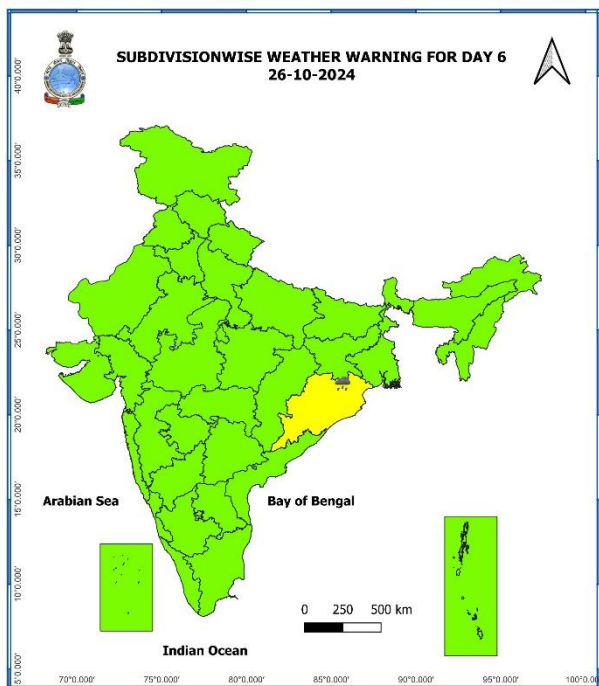 SUBDIVISIONWISE WEATHER WARNING FOR DAY 6
26-10-2024
40°0.000'
35°0.000'
30°0.000'
25°0.000'
20°0.000'
15°0.000'
10°0.000'
5°0.000'
Arabian Sea
Bay of Bengal
0 250 500 km
Indian Ocean
70°0.000' 75°0.000' 80°0.000' 85°0.000' 90°0.000' 95°0.000' 100°0.000'